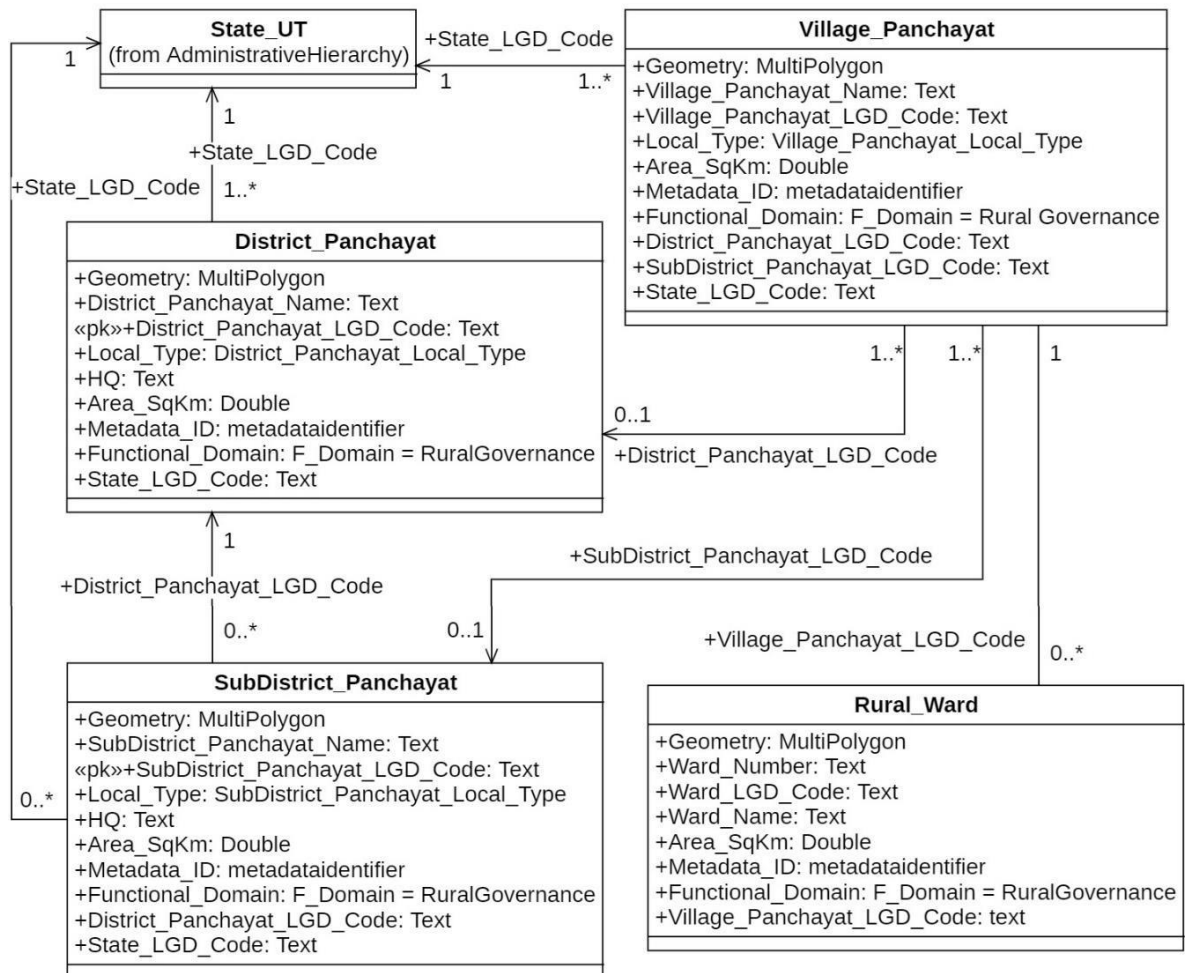 State_UT
(from AdministrativeHierarchy)
1
+State_LGD_Code
1
1..*
Village_Panchayat
+Geometry: MultiPolygon
+Village_Panchayat_Name: Text
+Village_Panchayat_LGD_Code: Text
+Local_Type: Village_Panchayat_Local_Type
+Area_SqKm: Double
+Metadata_ID: metadataidentifier
+Functional_Domain: F_Domain = Rural Governance
+District_Panchayat_LGD_Code: Text
+SubDistrict_Panchayat_LGD_Code: Text
+State_LGD_Code: Text
1
+State_LGD_Code
+State_LGD_Code
1..*
District_Panchayat
+Geometry: MultiPolygon
+District_Panchayat_Name: Text
«pk»+District_Panchayat_LGD_Code: Text
+Local_Type: District_Panchayat_Local_Type
+HQ: Text
+Area_SqKm: Double
+Metadata_ID: metadataidentifier
+Functional_Domain: F_Domain = RuralGovernance
+State_LGD_Code: Text
1..*
1..*
1
0..1
+District_Panchayat_LGD_Code
1
+District_Panchayat_LGD_Code
0..*
+SubDistrict_Panchayat_LGD_Code
0..1
+Village_Panchayat_LGD_Code
0..*
SubDistrict_Panchayat
+Geometry: MultiPolygon
+SubDistrict_Panchayat_Name: Text
«pk»+SubDistrict_Panchayat_LGD_Code: Text
+Local_Type: SubDistrict_Panchayat_Local_Type
+HQ: Text
+Area_SqKm: Double
+Metadata_ID: metadataidentifier
+Functional_Domain: F_Domain = RuralGovernance
+District_Panchayat_LGD_Code: Text
+State_LGD_Code: Text
0..*
Rural_Ward
+Geometry: MultiPolygon
+Ward_Number: Text
+Ward_LGD_Code: Text
+Ward_Name: Text
+Area_SqKm: Double
+Metadata_ID: metadataidentifier
+Functional_Domain: F_Domain = RuralGovernance
+Village_Panchayat_LGD_Code: text